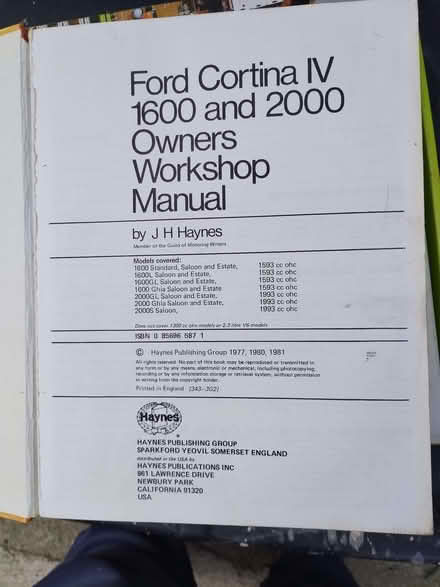 Ford Cortina IV
1600 and 2000
Owners
Workshop
Manual
by J H Haynes
Member of the Guild of Motoring Writers
Models covered:
1600 Standard, Saloon and Estate, 1593 cc ohc
1600L Saloon and Estate, 1593 cc ohc
1600GL Saloon and Estate, 1593 cc ohc
1600 Ghia Saloon and Estate 1593 cc ohc
2000GL Saloon and Estate, 1993 cc ohc
2000 Ghia Saloon and Estate, 1993 cc ohc
2000S Saloon, 1993 cc ohc
Does not cover 1300 cc ohv models or 2.3 litre V6 models
ISBN 0 85696 687 1
© Haynes Publishing Group 1977, 1980, 1981
All rights reserved. No part of this book may be reproduced or transmitted in
any form or by any means, electronic or mechanical, including photocopying,
recording or by any information storage or retrieval system, without permission
in writing from the copyright holder.
Printed in England (343-3G2)
Haynes
HAYNES PUBLISHING GROUP
SPARKFORD YEOVIL SOMERSET ENGLAND
distributed in the USA by
HAYNES PUBLICATIONS INC
861 LAWRENCE DRIVE
NEWBURY PARK
CALIFORNIA 91320
USA